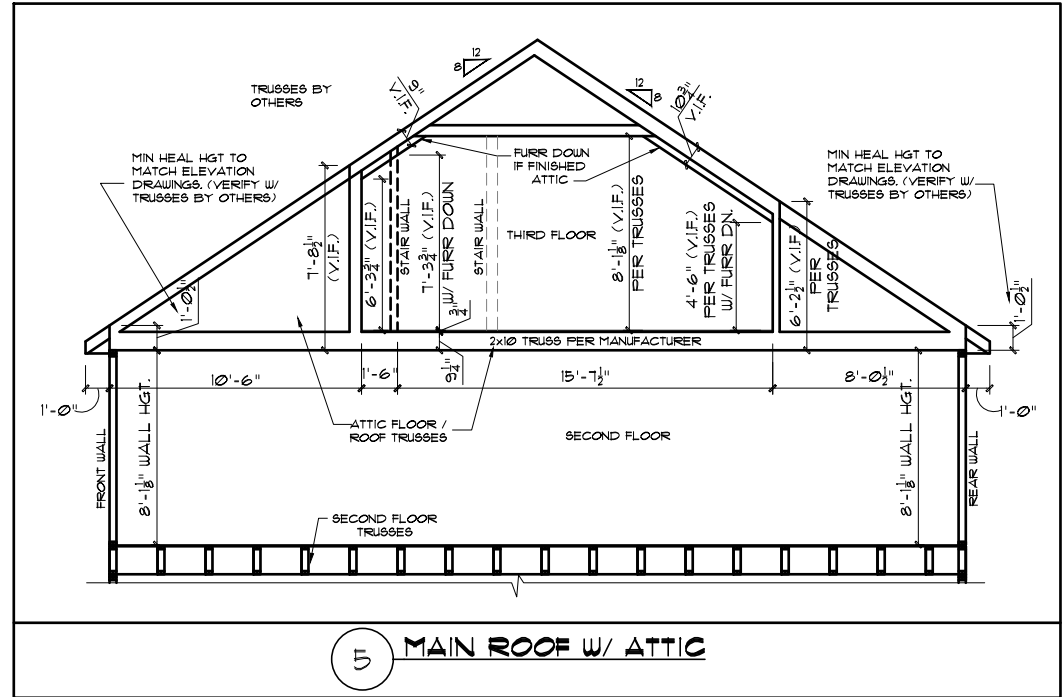 12
8
12
8
TRUSSES BY
OTHERS
9"
V.I.F.
10¾"
V.I.F.
MIN HEAL HGT TO
MATCH ELEVATION
DRAWINGS. (VERIFY W/
TRUSSES BY OTHERS)
FURR DOWN
IF FINISHED
ATTIC
MIN HEAL HGT TO
MATCH ELEVATION
DRAWINGS. (VERIFY W/
TRUSSES BY OTHERS)
1'-0½"
7'-8½"
(V.I.F.)
6'-3¾" (V.I.F.)
STAIR WALL
7'-3¾" (V.I.F.)
W/ FURR DOWN
STAIR WALL
THIRD FLOOR
8'-1⅛" (V.I.F.)
PER TRUSSES
4'-6" (V.I.F.)
PER TRUSSES
W/ FURR DN.
6'-2½" (V.I.F.)
PER
TRUSSES
1'-0½"
¾"
2x10 TRUSS PER MANUFACTURER
9¼"
1'-0"
10'-6"
1'-6"
15'-7½"
8'-0½"
1'-0"
ATTIC FLOOR /
ROOF TRUSSES
SECOND FLOOR
FRONT WALL
8'-1⅛" WALL HGT.
8'-1⅛" WALL HGT.
REAR WALL
SECOND FLOOR
TRUSSES
5
MAIN ROOF W/ ATTIC